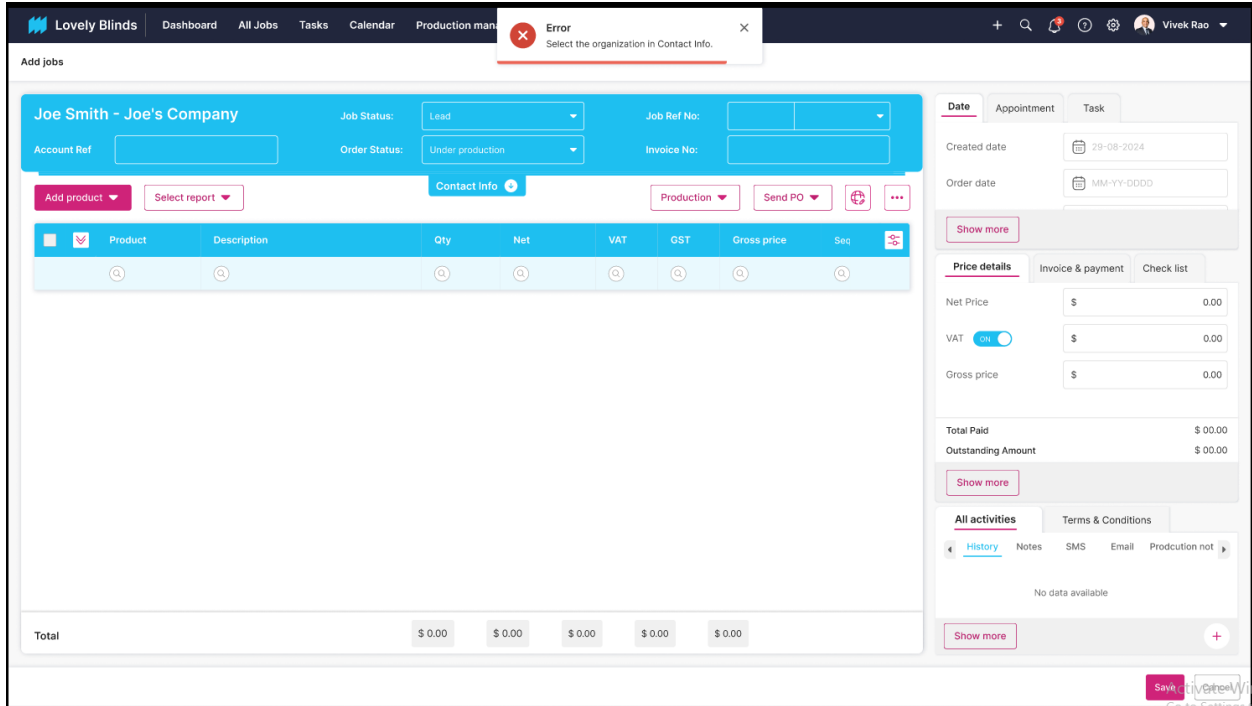 Lovely Blinds Dashboard All Jobs Tasks Calendar Production mana Vivek Rao
3
Error
Select the organization in Contact Info.
Add jobs
Joe Smith - Joe's Company
Job Status: Lead
Job Ref No:
Account Ref
Order Status: Under production
Invoice No:
Contact Info
Add product
Select report
Production
Send PO
Product Description Qty Net VAT GST Gross price Seq
Total $ 0.00 $ 0.00 $ 0.00 $ 0.00 $ 0.00
Date Appointment Task
Created date 29-08-2024
Order date MM-YY-DDDD
Show more
Price details Invoice & payment Check list
Net Price $ 0.00
VAT ON $ 0.00
Gross price $ 0.00
Total Paid $ 00.00
Outstanding Amount $ 00.00
Show more
All activities Terms & Conditions
History Notes SMS Email Prodcution not
No data available
Show more
Save Cancel
Activate Wi